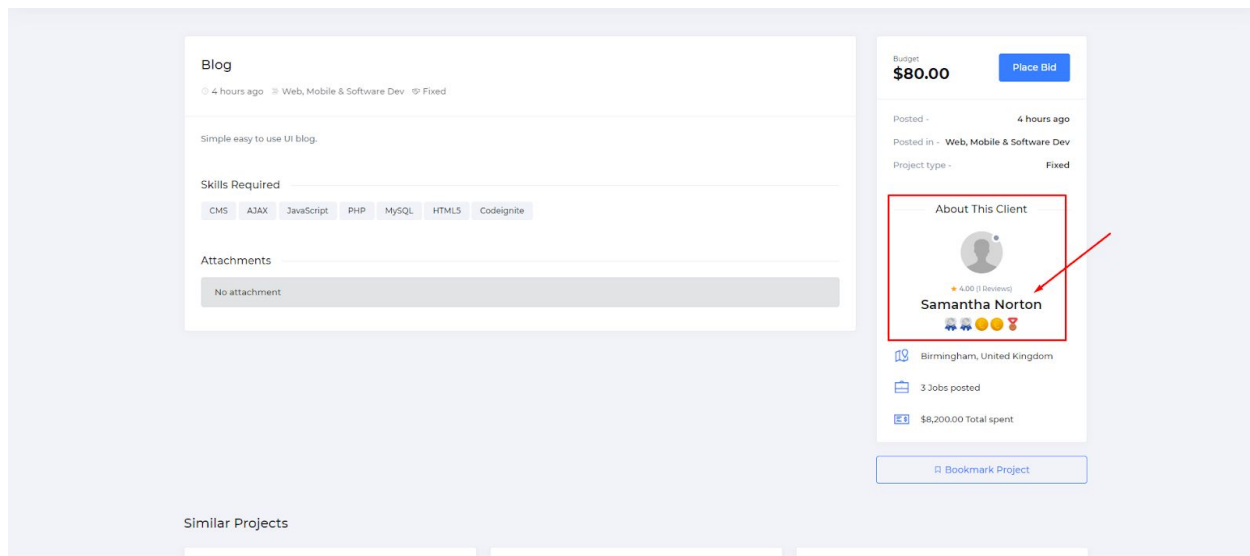 Blog
4 hours ago Web, Mobile & Software Dev Fixed
Simple easy to use UI blog.
Skills Required
CMS AJAX JavaScript PHP MySQL HTML5 Codeignite
Attachments
No attachment
Budget
$80.00
Place Bid
Posted - 4 hours ago
Posted in - Web, Mobile & Software Dev
Project type - Fixed
About This Client
4.00 (1 Reviews)
Samantha Norton
Birmingham, United Kingdom
3 Jobs posted
$8,200.00 Total spent
Bookmark Project
Similar Projects